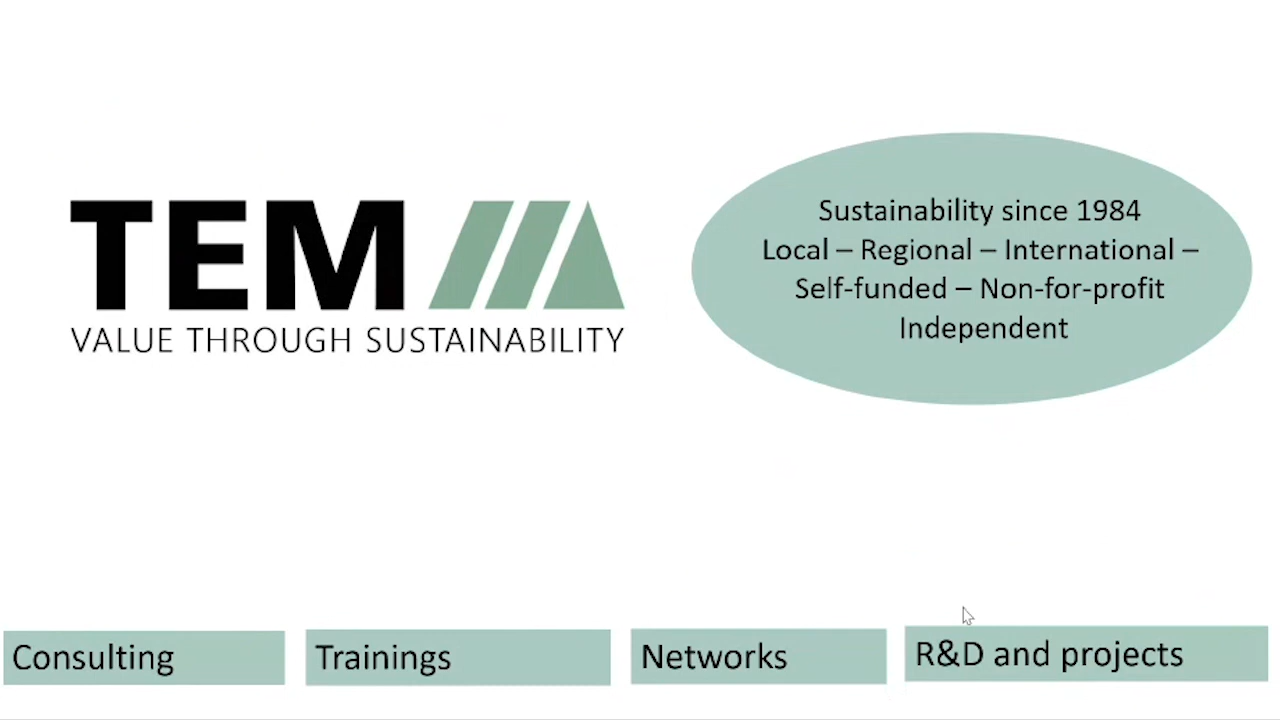 TEM
VALUE THROUGH SUSTAINABILITY
Sustainability since 1984
Local – Regional – International –
Self-funded – Non-for-profit
Independent
Consulting
Trainings
Networks
R&D and projects